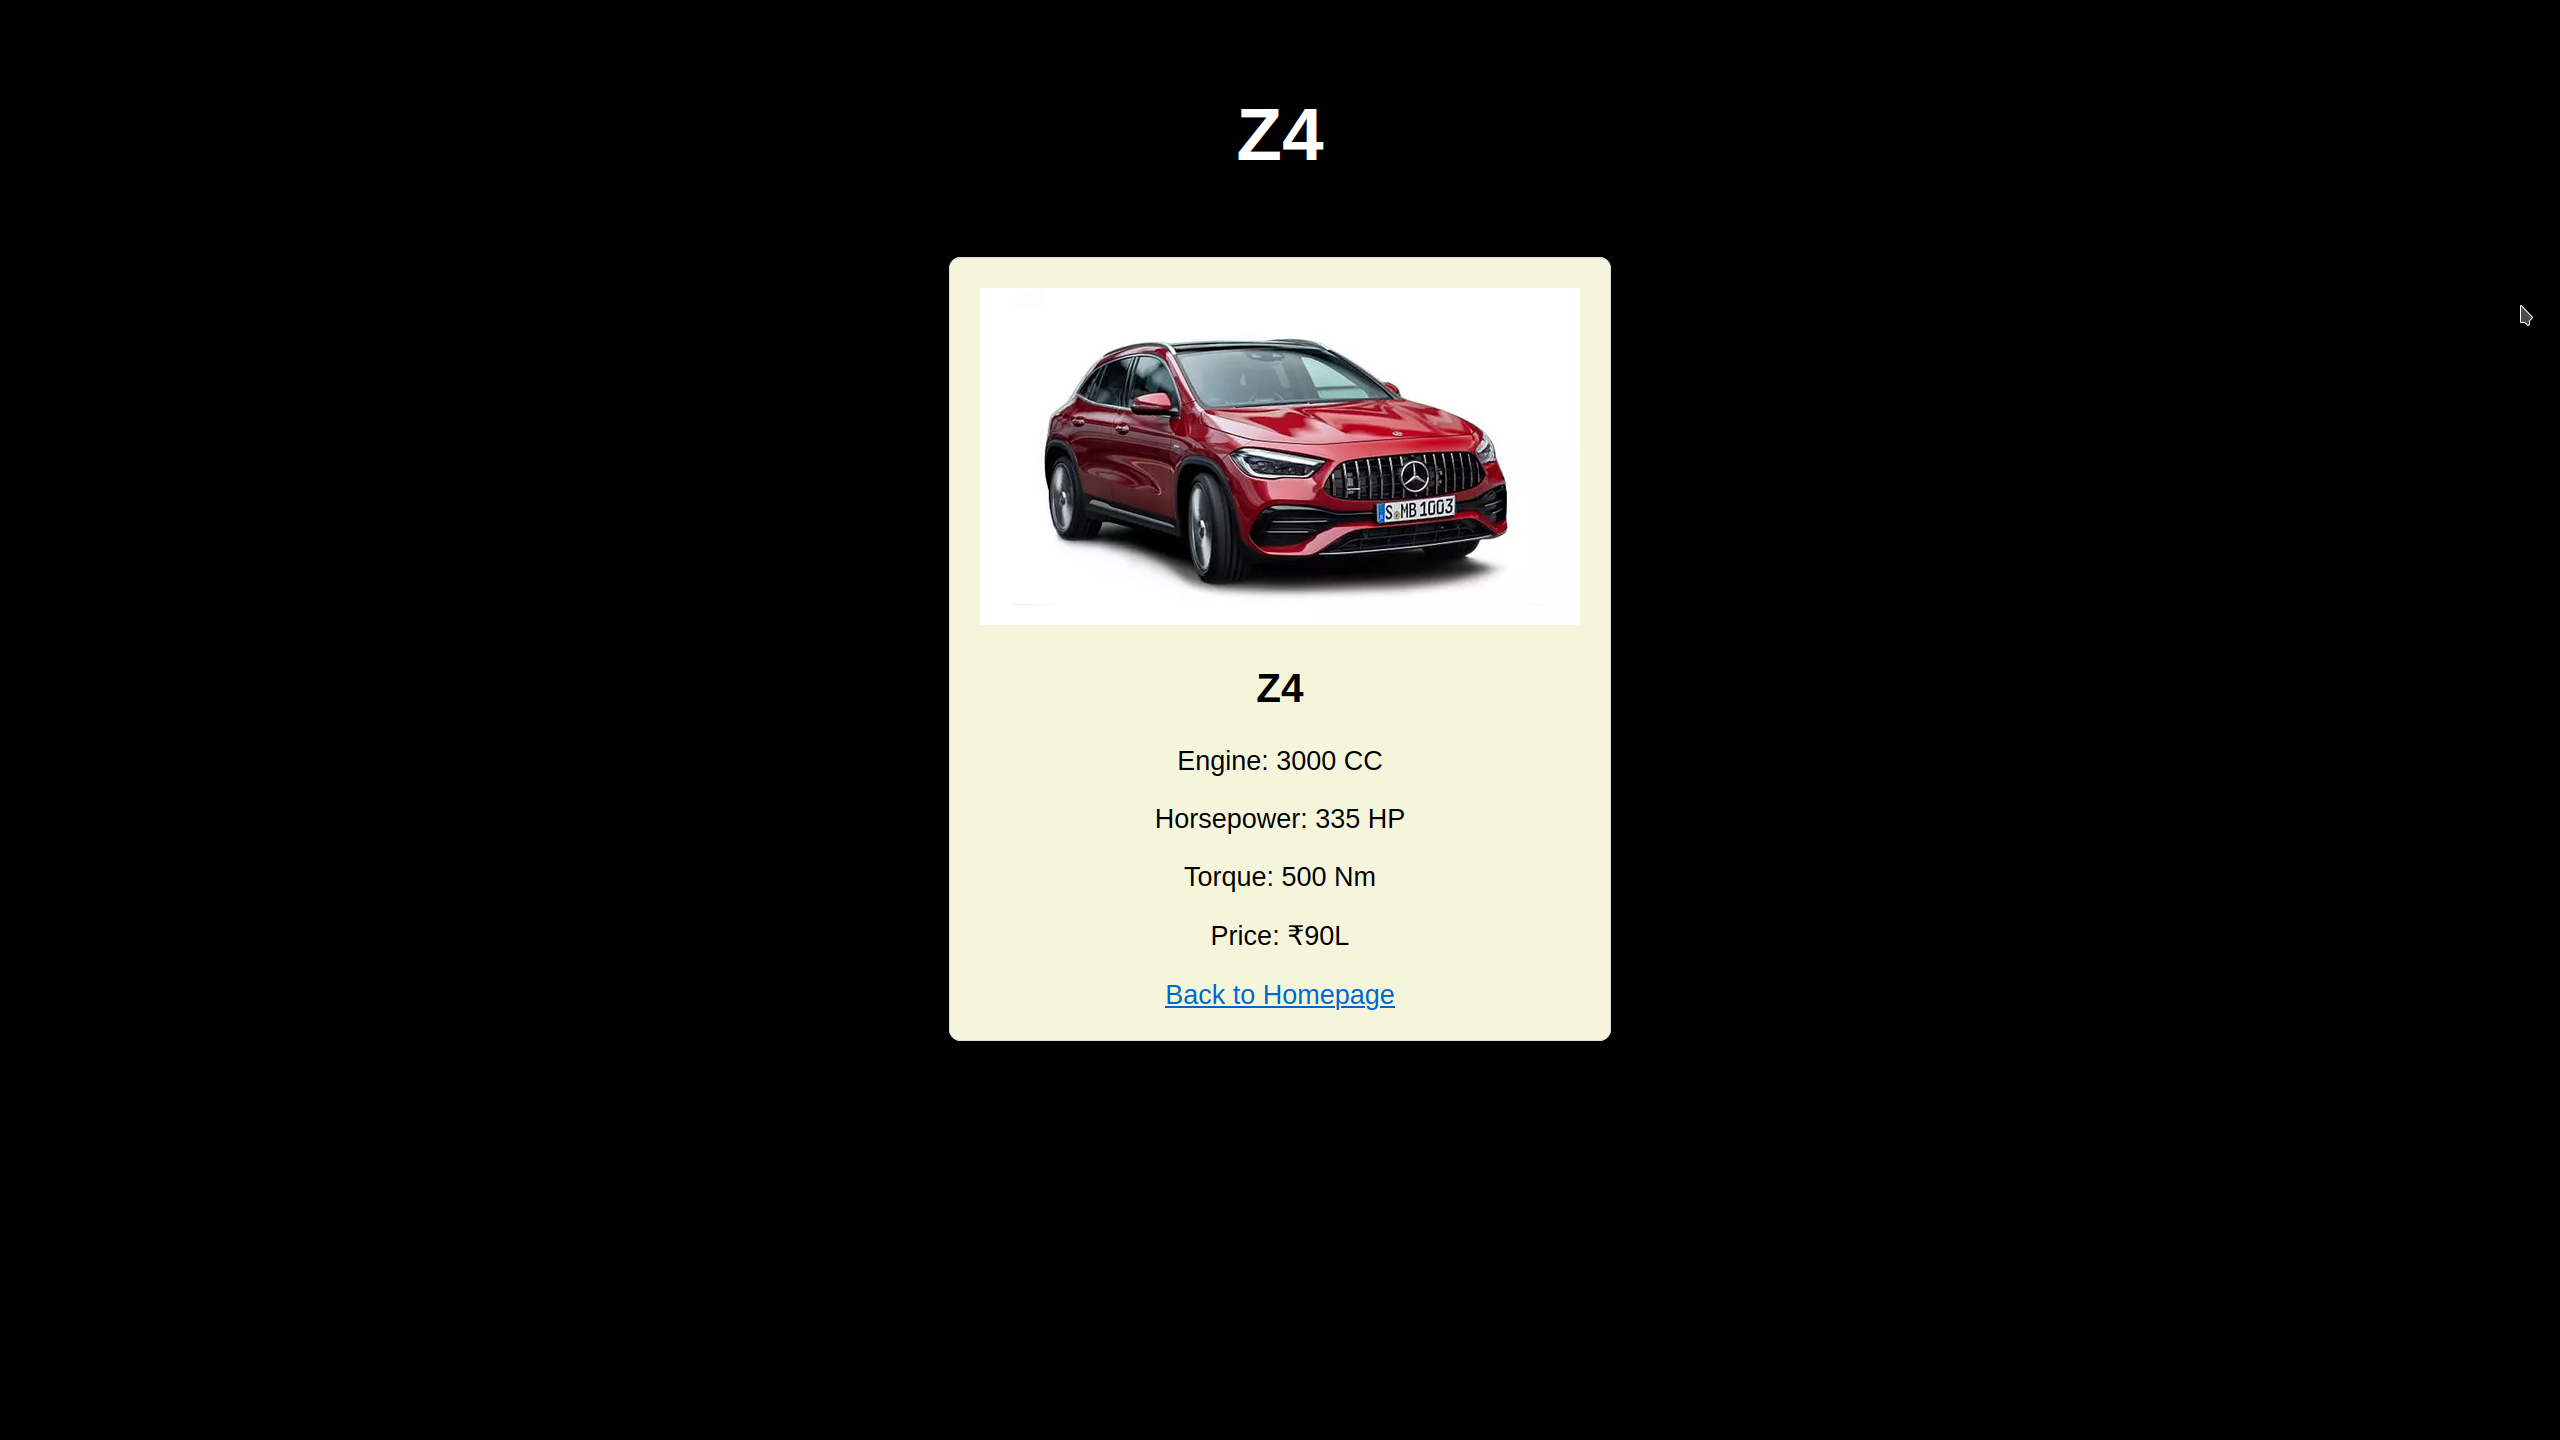 Z4
S MB 1003
Z4
Engine: 3000 CC
Horsepower: 335 HP
Torque: 500 Nm
Price: ₹90L
Back to Homepage